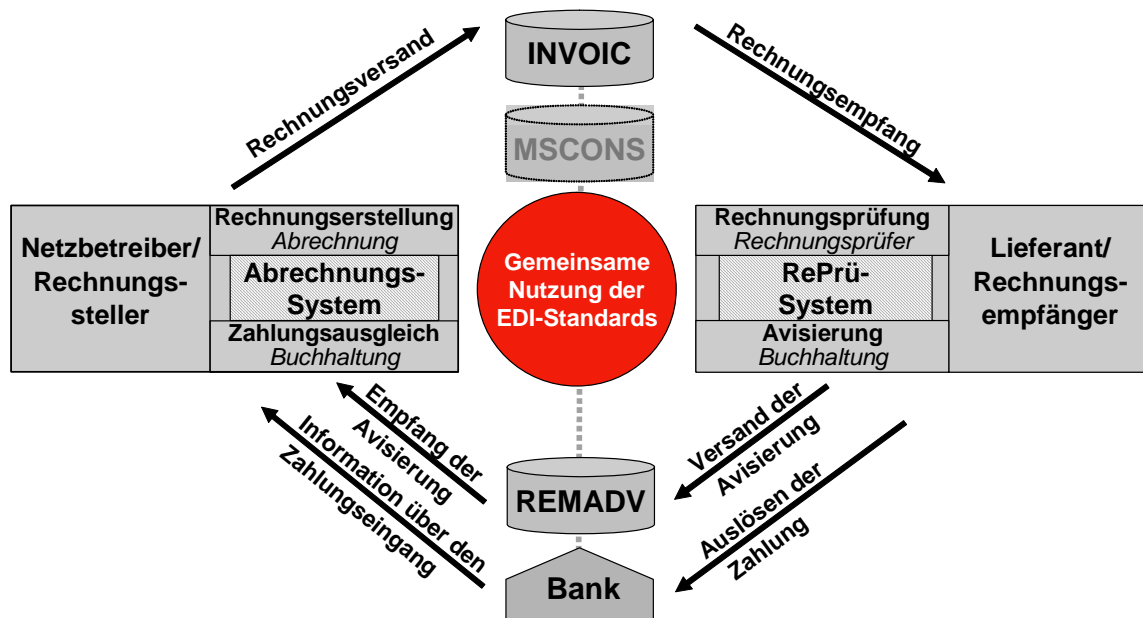 INVOIC
Rechnungsversand
Rechnungsempfang
MSCONS
Netzbetreiber/
Rechnungs-
steller
Rechnungserstellung
Abrechnung
Abrechnungs-
System
Zahlungsausgleich
Buchhaltung
Gemeinsame
Nutzung der
EDI-Standards
Rechnungsprüfung
Rechnungsprüfer
RePrü-
System
Avisierung
Buchhaltung
Lieferant/
Rechnungs-
empfänger
Empfang der
Avisierung
Information über den
Zahlungseingang
Versand der
Avisierung
Auslösen der
Zahlung
REMADV
Bank